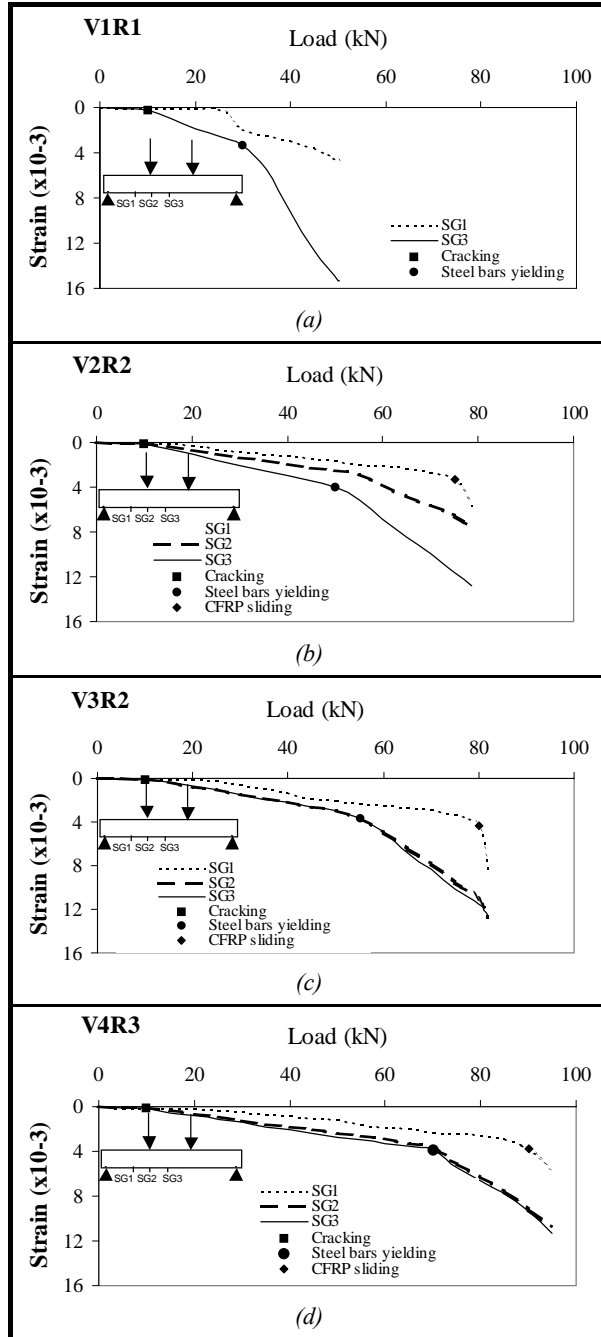 V1R1
Load (kN)
0 20 40 60 80 100
0
4
8
12
16
Strain (x10-3)
SG1 SG2 SG3
SG1
SG3
Cracking
Steel bars yielding
(a)
V2R2
Load (kN)
0 20 40 60 80 100
0
4
8
12
16
Strain (x10-3)
SG1 SG2 SG3
SG1
SG2
SG3
Cracking
Steel bars yielding
CFRP sliding
(b)
V3R2
Load (kN)
0 20 40 60 80 100
0
4
8
12
16
Strain (x10-3)
SG1 SG2 SG3
SG1
SG2
SG3
Cracking
Steel bars yielding
CFRP sliding
(c)
V4R3
Load (kN)
0 20 40 60 80 100
0
4
8
12
16
Strain (x10-3)
SG1 SG2 SG3
SG1
SG2
SG3
Cracking
Steel bars yielding
CFRP sliding
(d)